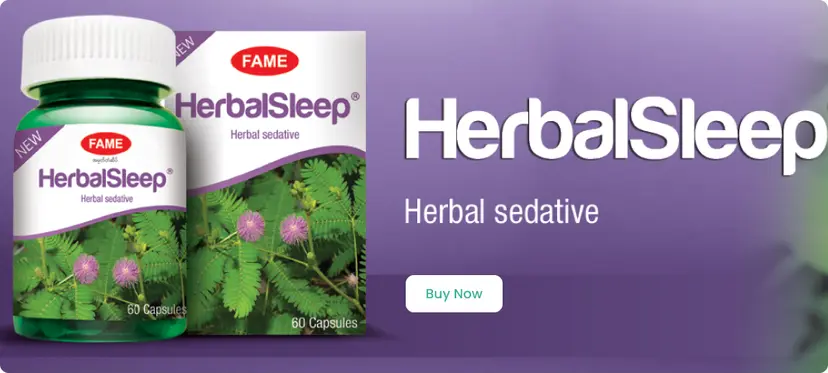 NEW
FAME
HerbalSleep®
Herbal sedative
60 Capsules
NEW
FAME
HerbalSleep®
Herbal sedative
60 Capsules
HerbalSleep
Herbal sedative
Buy Now